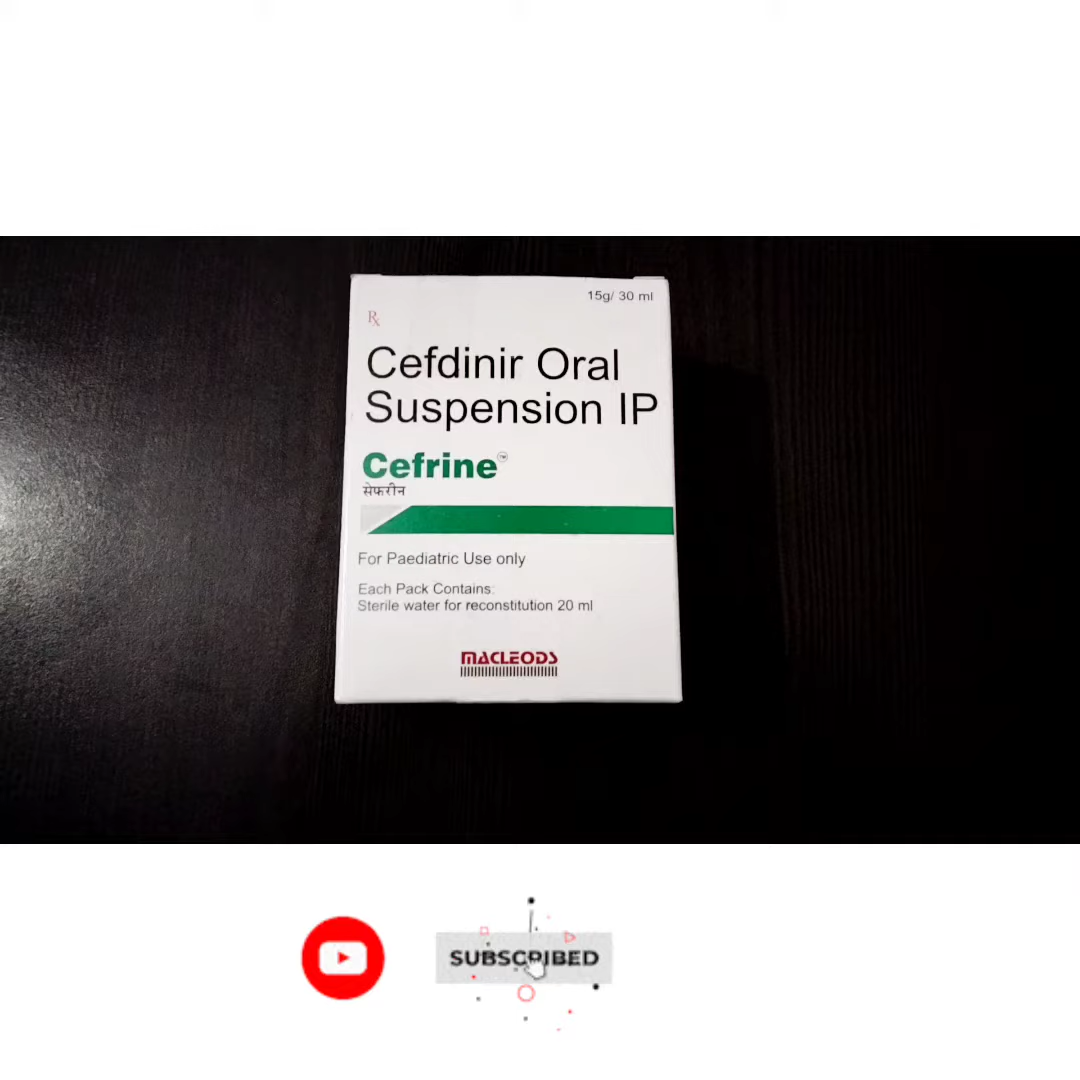 15g/ 30 ml
Rx
Cefdinir Oral
Suspension IP
Cefrine™
सेफरीन
For Paediatric Use only
Each Pack Contains:
Sterile water for reconstitution 20 ml
MACLEODS
SUBSCRIBED